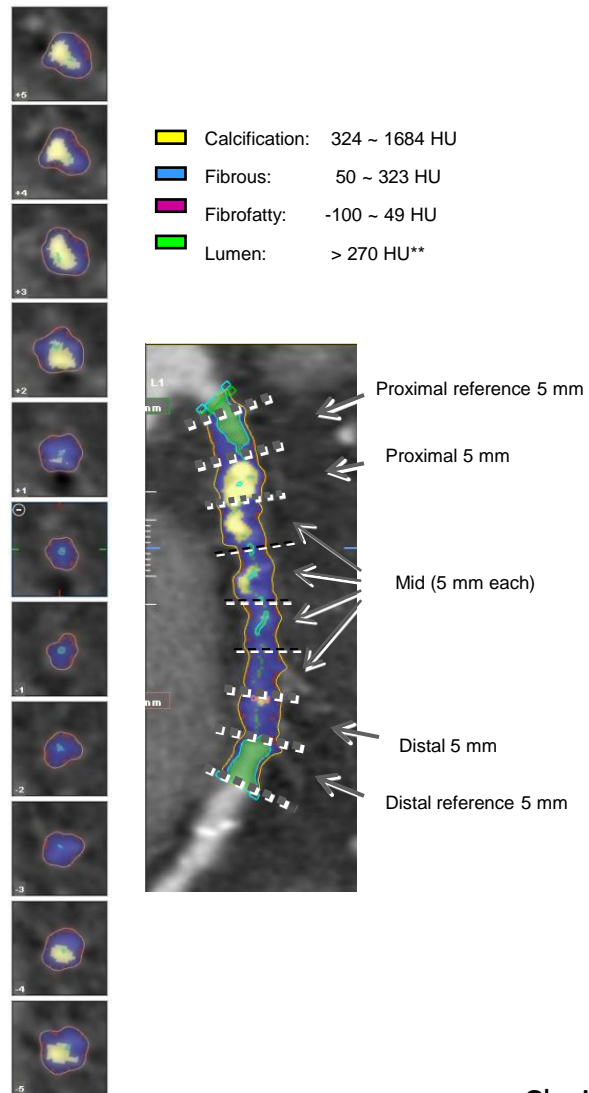 +5
+4
+3
+2
+1
-1
-2
-3
-4
-5
Calcification: 324 ~ 1684 HU
Fibrous: 50 ~ 323 HU
Fibrofatty: -100 ~ 49 HU
Lumen: > 270 HU**
L1
nm
nm
Proximal reference 5 mm
Proximal 5 mm
Mid (5 mm each)
Distal 5 mm
Distal reference 5 mm